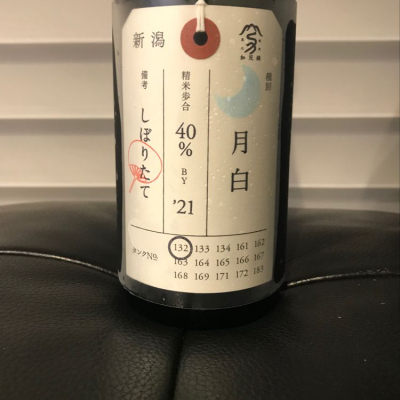 新潟
加茂錦
種別
月白
精米歩合
40%
BY
'21
備考
しぼりたて
タンクNo.
132 133 134 161 162
163 164 165 166 167
168 169 171 172 183